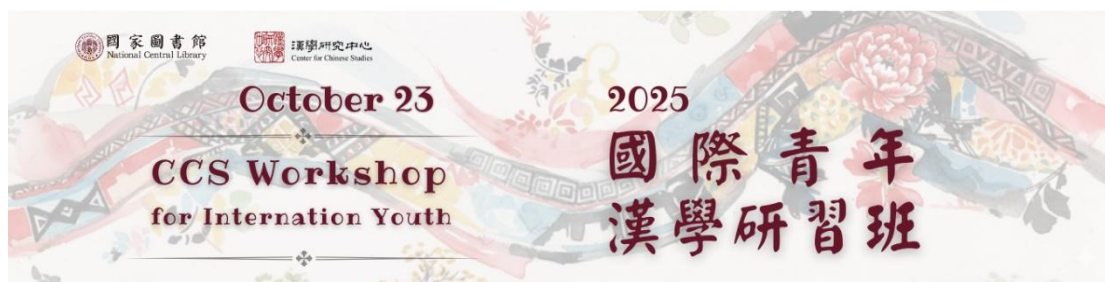 國家圖書館
National Central Library
漢學研究中心
Center for Chinese Studies
October 23
CCS Workshop
for Internation Youth
2025
國際青年
漢學研習班